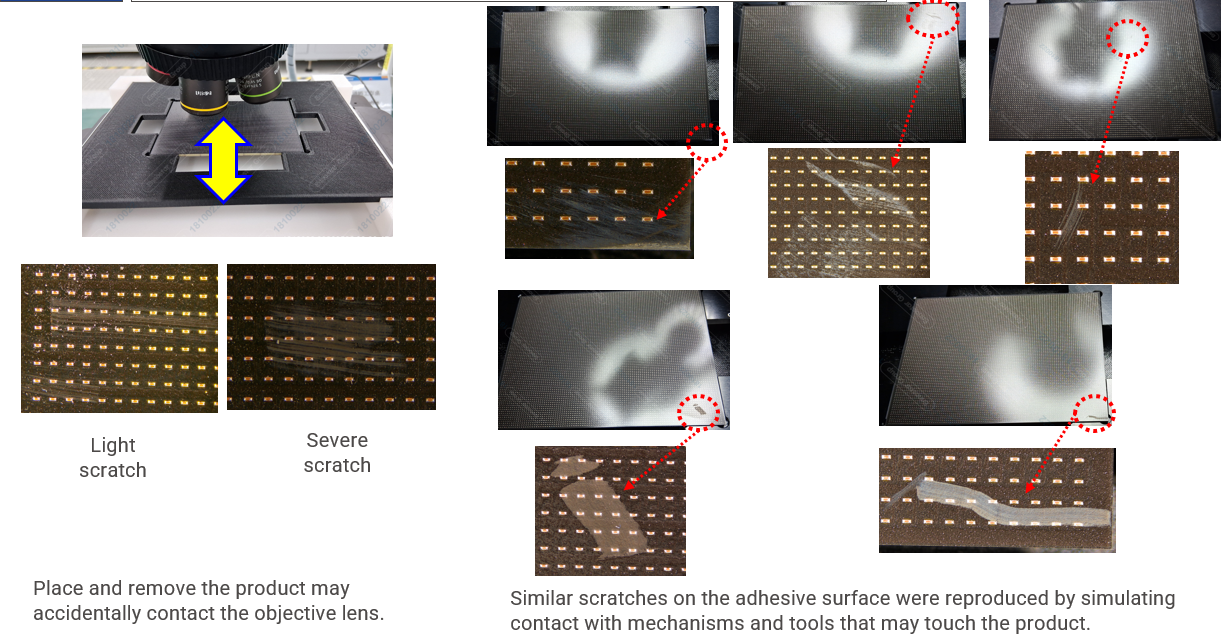 Light
scratch
Severe
scratch
Place and remove the product may
accidentally contact the objective lens.
Similar scratches on the adhesive surface were reproduced by simulating
contact with mechanisms and tools that may touch the product.